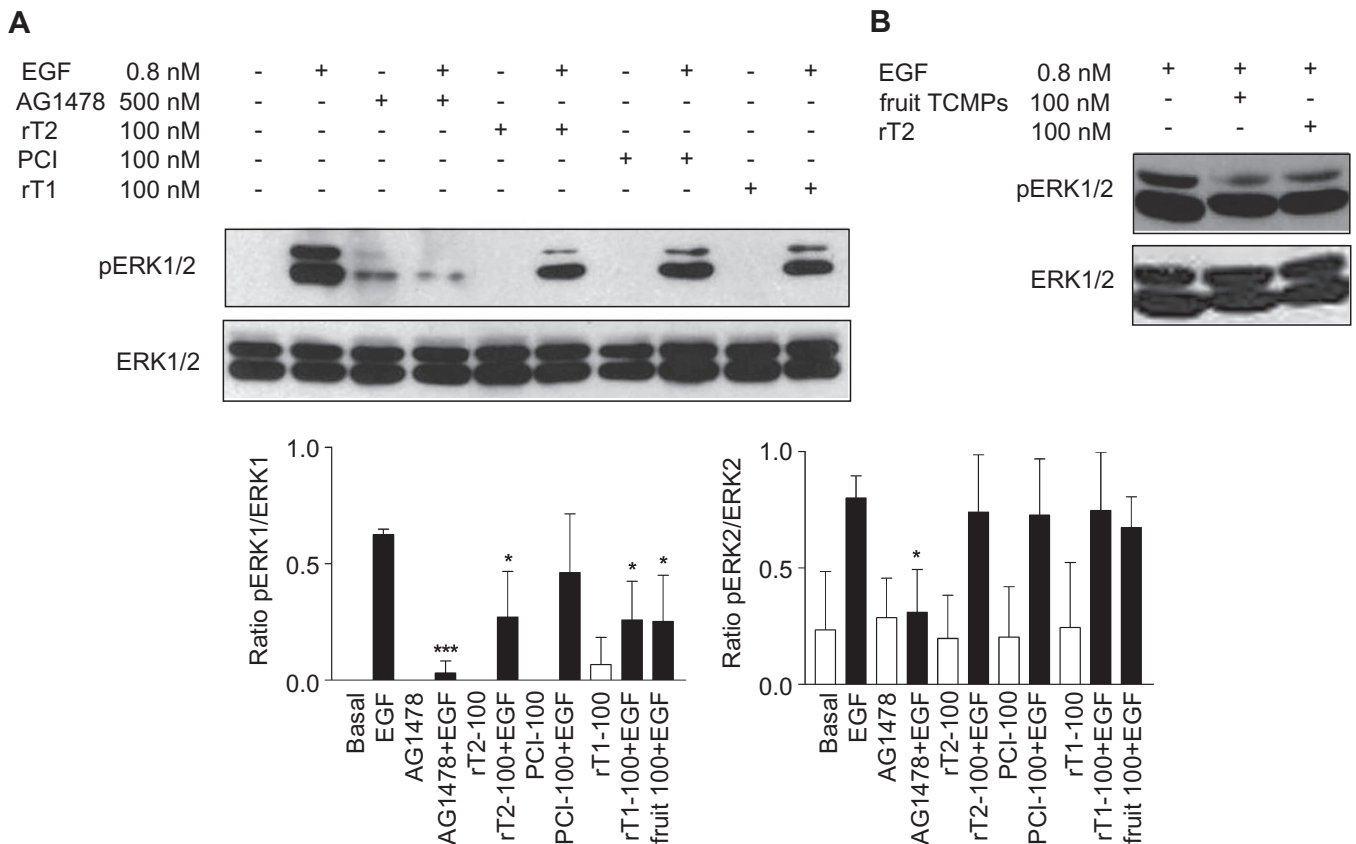 A
EGF 0.8 nM - + - + - + - + - +
AG1478 500 nM - - + + - - - - - -
rT2 100 nM - - - - + + - - - -
PCI 100 nM - - - - - - + + - -
rT1 100 nM - - - - - - - - + +
pERK1/2
ERK1/2
B
EGF 0.8 nM + + +
fruit TCMPs 100 nM - + -
rT2 100 nM - - +
pERK1/2
ERK1/2
Ratio pERK1/ERK1
1.0
0.5
0.0
***
*
*
*
Basal
EGF
AG1478
AG1478+EGF
rT2-100
rT2-100+EGF
PCI-100
PCI-100+EGF
rT1-100
rT1-100+EGF
fruit 100+EGF
Ratio pERK2/ERK2
1.0
0.5
0.0
*
Basal
EGF
AG1478
AG1478+EGF
rT2-100
rT2-100+EGF
PCI-100
PCI-100+EGF
rT1-100
rT1-100+EGF
fruit 100+EGF